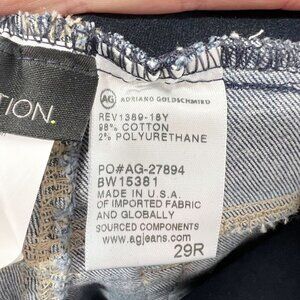 TION.
AG ADRIANO GOLDSCHMIED
REV1389-18Y
98% COTTON
2% POLYURETHANE
PO#AG-27894
BW15381
MADE IN U.S.A.
OF IMPORTED FABRIC
AND GLOBALLY
SOURCED COMPONENTS
www.agjeans.com
29R